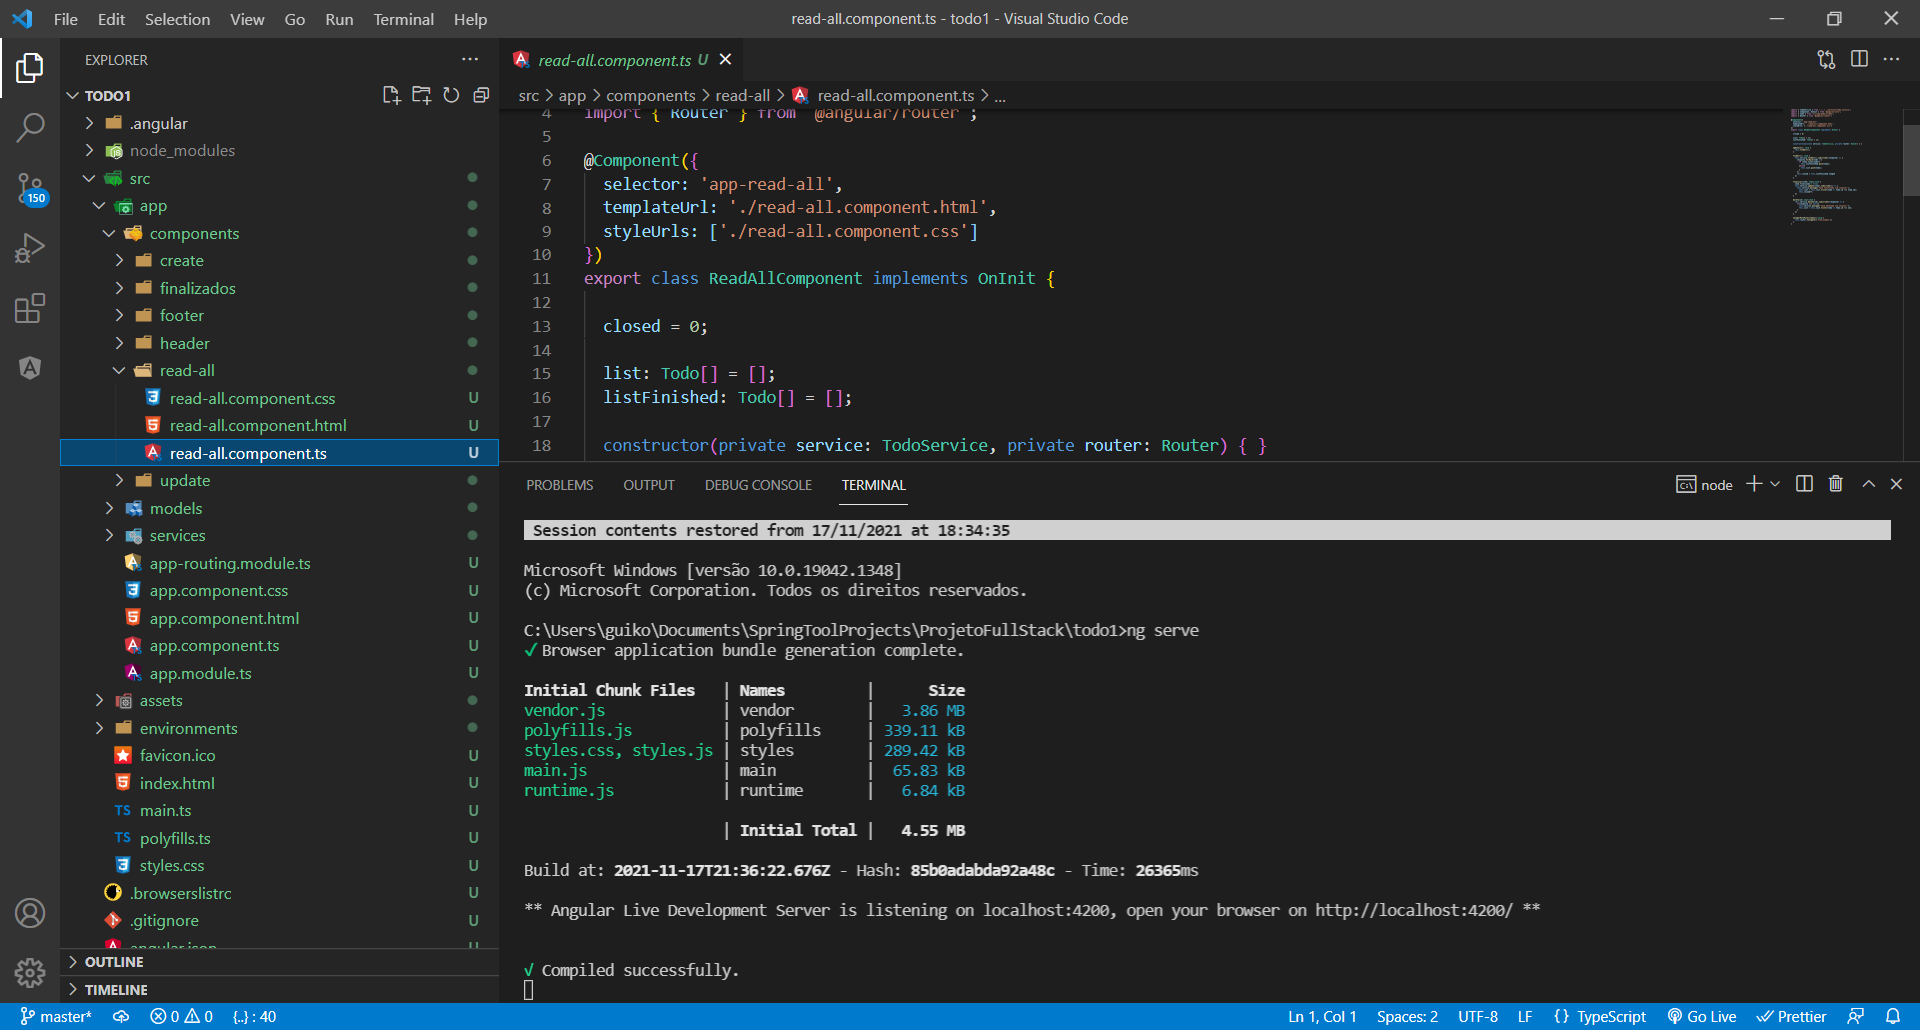 File Edit Selection View Go Run Terminal Help
read-all.component.ts - todo1 - Visual Studio Code
EXPLORER
TODO1
.angular
node_modules
src
app
components
create
finalizados
footer
header
read-all
read-all.component.css U
read-all.component.html U
read-all.component.ts U
update
models
services
app-routing.module.ts U
app.component.css U
app.component.html U
app.component.ts U
app.module.ts U
assets
environments
favicon.ico U
index.html U
TS main.ts U
TS polyfills.ts U
styles.css U
.browserslistrc U
.gitignore U
angular.json U
OUTLINE
TIMELINE
150
read-all.component.ts U
src > app > components > read-all > read-all.component.ts > ...
4 import { Router } from '@angular/router';
5
6 @Component({
7 selector: 'app-read-all',
8 templateUrl: './read-all.component.html',
9 styleUrls: ['./read-all.component.css']
10 })
11 export class ReadAllComponent implements OnInit {
12
13 closed = 0;
14
15 list: Todo[] = [];
16 listFinished: Todo[] = [];
17
18 constructor(private service: TodoService, private router: Router) { }
PROBLEMS OUTPUT DEBUG CONSOLE TERMINAL
node
Session contents restored from 17/11/2021 at 18:34:35
Microsoft Windows [versão 10.0.19042.1348]
(c) Microsoft Corporation. Todos os direitos reservados.
C:\Users\guiko\Documents\SpringToolProjects\ProjetoFullStack\todo1>ng serve
√ Browser application bundle generation complete.
Initial Chunk Files | Names | Size
vendor.js | vendor | 3.86 MB
polyfills.js | polyfills | 339.11 kB
styles.css, styles.js | styles | 289.42 kB
main.js | main | 65.83 kB
runtime.js | runtime | 6.84 kB
| Initial Total | 4.55 MB
Build at: 2021-11-17T21:36:22.676Z - Hash: 85b0adabda92a48c - Time: 26365ms
** Angular Live Development Server is listening on localhost:4200, open your browser on http://localhost:4200/ **
√ Compiled successfully.
master* 0 0 {..} : 40
Ln 1, Col 1 Spaces: 2 UTF-8 LF {} TypeScript Go Live Prettier